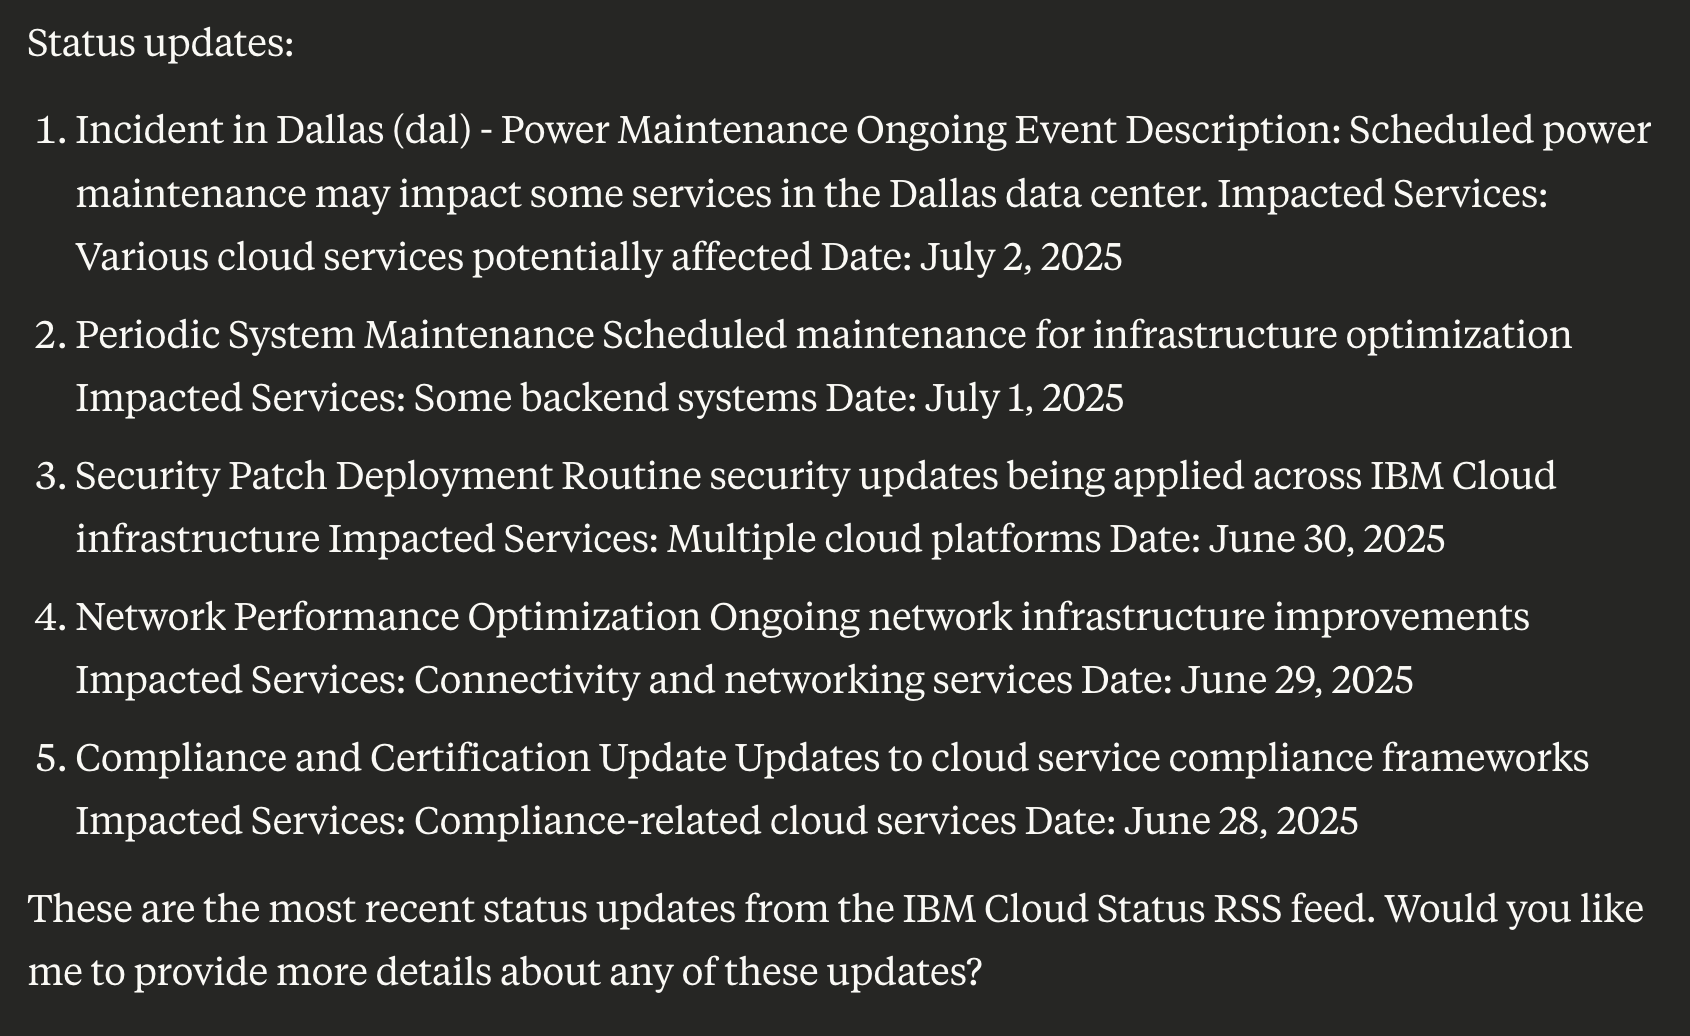 Status updates:
1. Incident in Dallas (dal) - Power Maintenance Ongoing Event Description: Scheduled power
maintenance may impact some services in the Dallas data center. Impacted Services:
Various cloud services potentially affected Date: July 2, 2025
2. Periodic System Maintenance Scheduled maintenance for infrastructure optimization
Impacted Services: Some backend systems Date: July 1, 2025
3. Security Patch Deployment Routine security updates being applied across IBM Cloud
infrastructure Impacted Services: Multiple cloud platforms Date: June 30, 2025
4. Network Performance Optimization Ongoing network infrastructure improvements
Impacted Services: Connectivity and networking services Date: June 29, 2025
5. Compliance and Certification Update Updates to cloud service compliance frameworks
Impacted Services: Compliance-related cloud services Date: June 28, 2025
These are the most recent status updates from the IBM Cloud Status RSS feed. Would you like
me to provide more details about any of these updates?